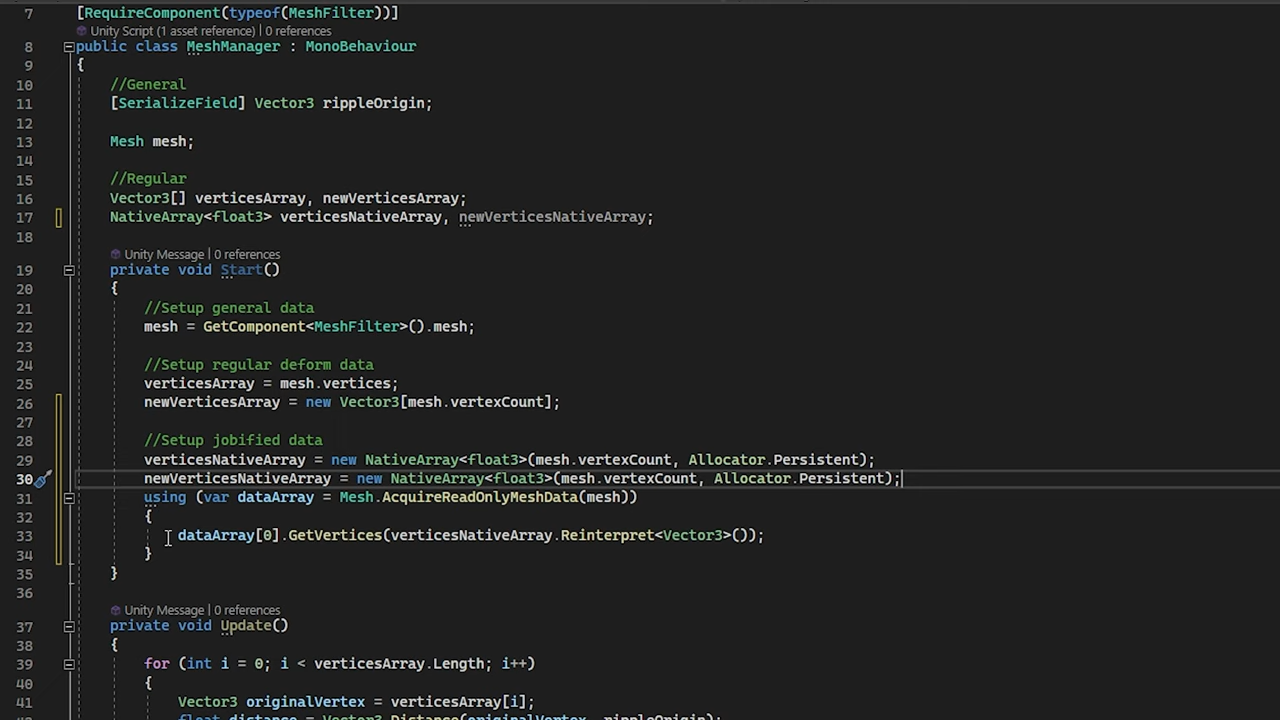 7 [RequireComponent(typeof(MeshFilter))]
Unity Script (1 asset reference) | 0 references
8 public class MeshManager : MonoBehaviour
9 {
10 //General
11 [SerializeField] Vector3 rippleOrigin;
12
13 Mesh mesh;
14
15 //Regular
16 Vector3[] verticesArray, newVerticesArray;
17 NativeArray<float3> verticesNativeArray, newVerticesNativeArray;
18
Unity Message | 0 references
19 private void Start()
20 {
21 //Setup general data
22 mesh = GetComponent<MeshFilter>().mesh;
23
24 //Setup regular deform data
25 verticesArray = mesh.vertices;
26 newVerticesArray = new Vector3[mesh.vertexCount];
27
28 //Setup jobified data
29 verticesNativeArray = new NativeArray<float3>(mesh.vertexCount, Allocator.Persistent);
30 newVerticesNativeArray = new NativeArray<float3>(mesh.vertexCount, Allocator.Persistent);
31 using (var dataArray = Mesh.AcquireReadOnlyMeshData(mesh))
32 {
33 dataArray[0].GetVertices(verticesNativeArray.Reinterpret<Vector3>());
34 }
35 }
36
Unity Message | 0 references
37 private void Update()
38 {
39 for (int i = 0; i < verticesArray.Length; i++)
40 {
41 Vector3 originalVertex = verticesArray[i];
42 float distance = Vector3.Distance(originalVertex, rippleOrigin);